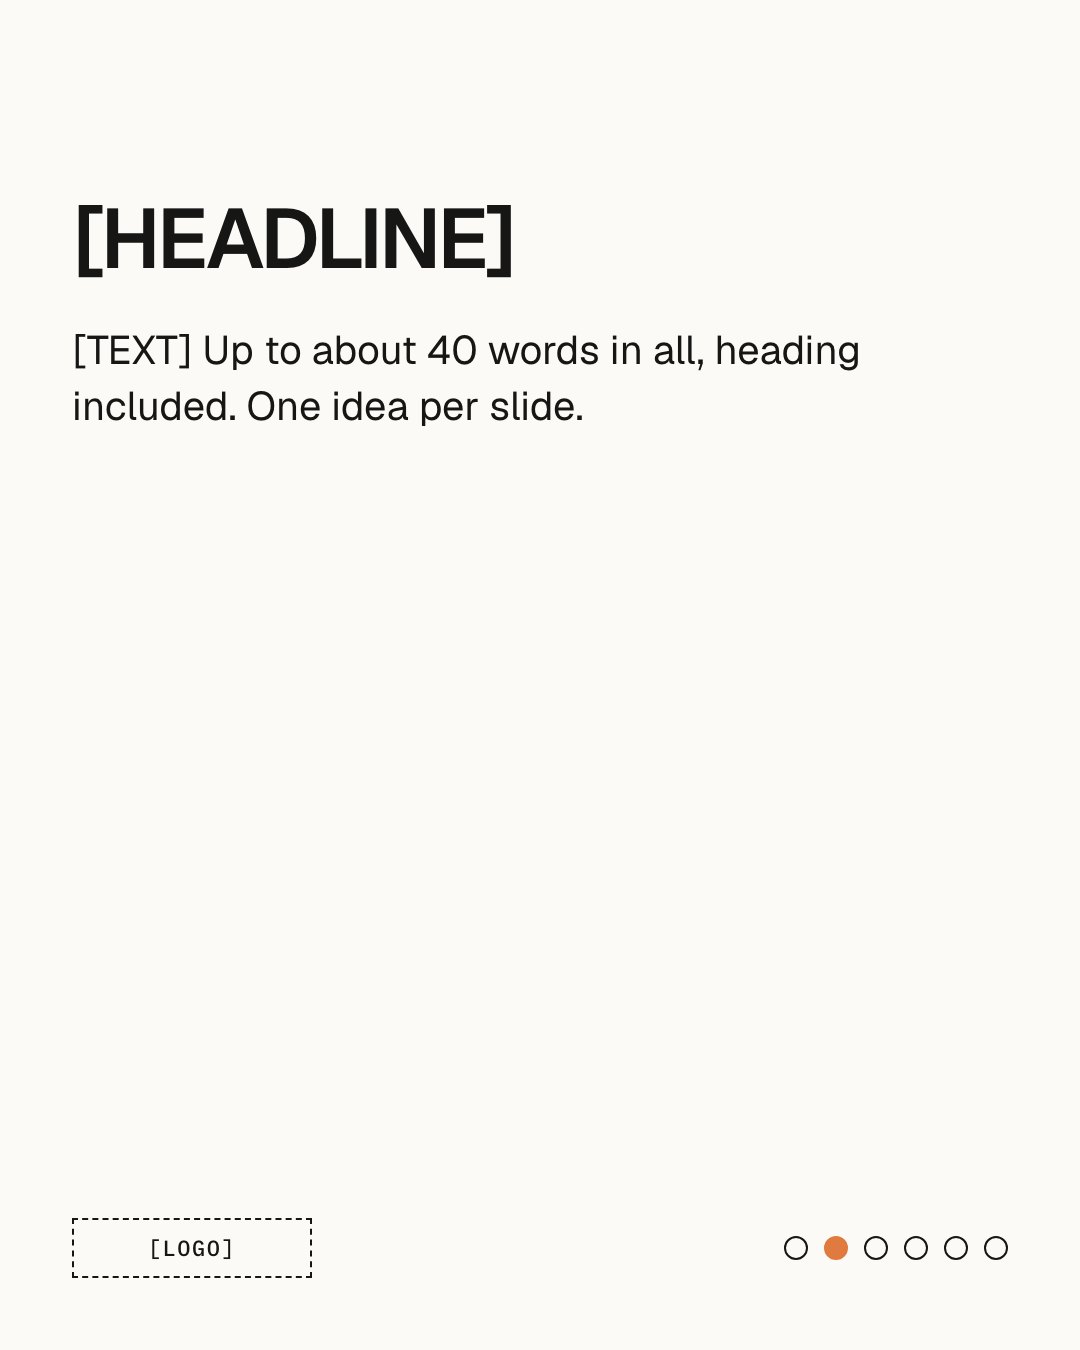 [HEADLINE]
[TEXT] Up to about 40 words in all, heading
included. One idea per slide.
[LOGO]